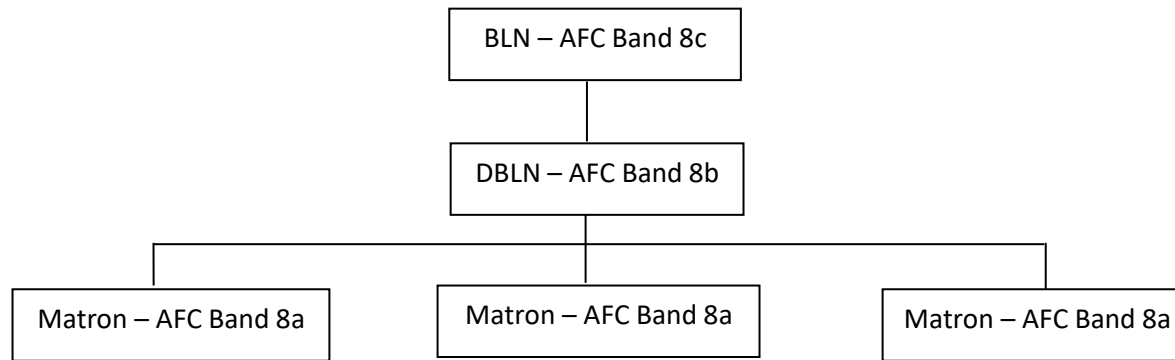 BLN – AFC Band 8c
DBLN – AFC Band 8b
Matron – AFC Band 8a
Matron – AFC Band 8a
Matron – AFC Band 8a